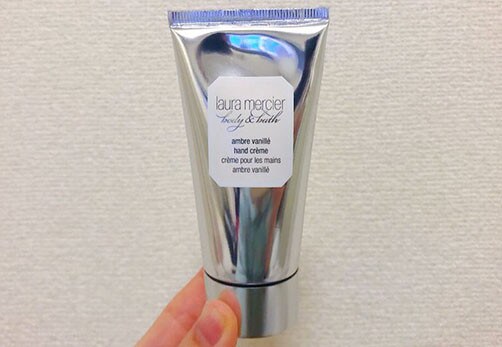 laura mercier
body & bath
ambre vanillé
hand crème
crème pour les mains
ambre vanillé